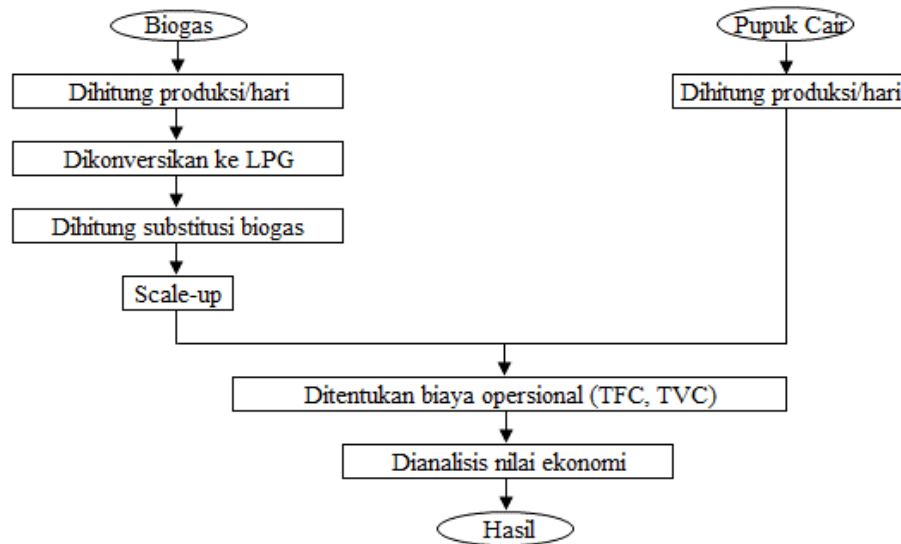 Biogas
Pupuk Cair
Dihitung produksi/hari
Dihitung produksi/hari
Dikonversikan ke LPG
Dihitung substitusi biogas
Scale-up
Ditentukan biaya opersional (TFC, TVC)
Dianalisis nilai ekonomi
Hasil